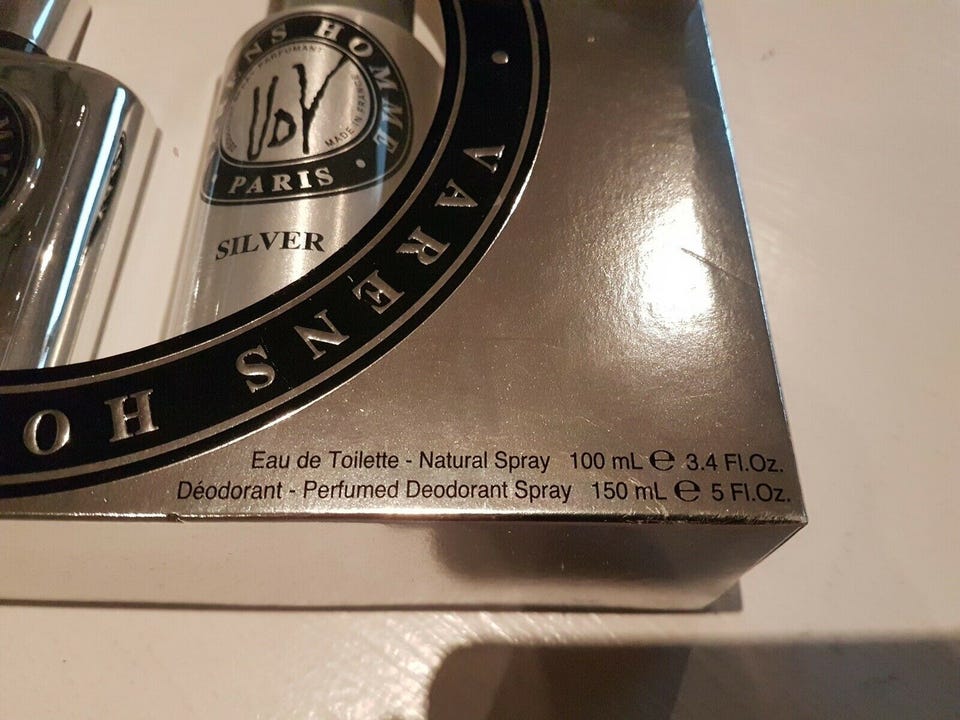 HOMME
UDV
MADE IN FRANCE
PARIS
SILVER
VARENS HO
Eau de Toilette - Natural Spray 100 mL ℮ 3.4 Fl.Oz.
Déodorant - Perfumed Deodorant Spray 150 mL ℮ 5 Fl.Oz.